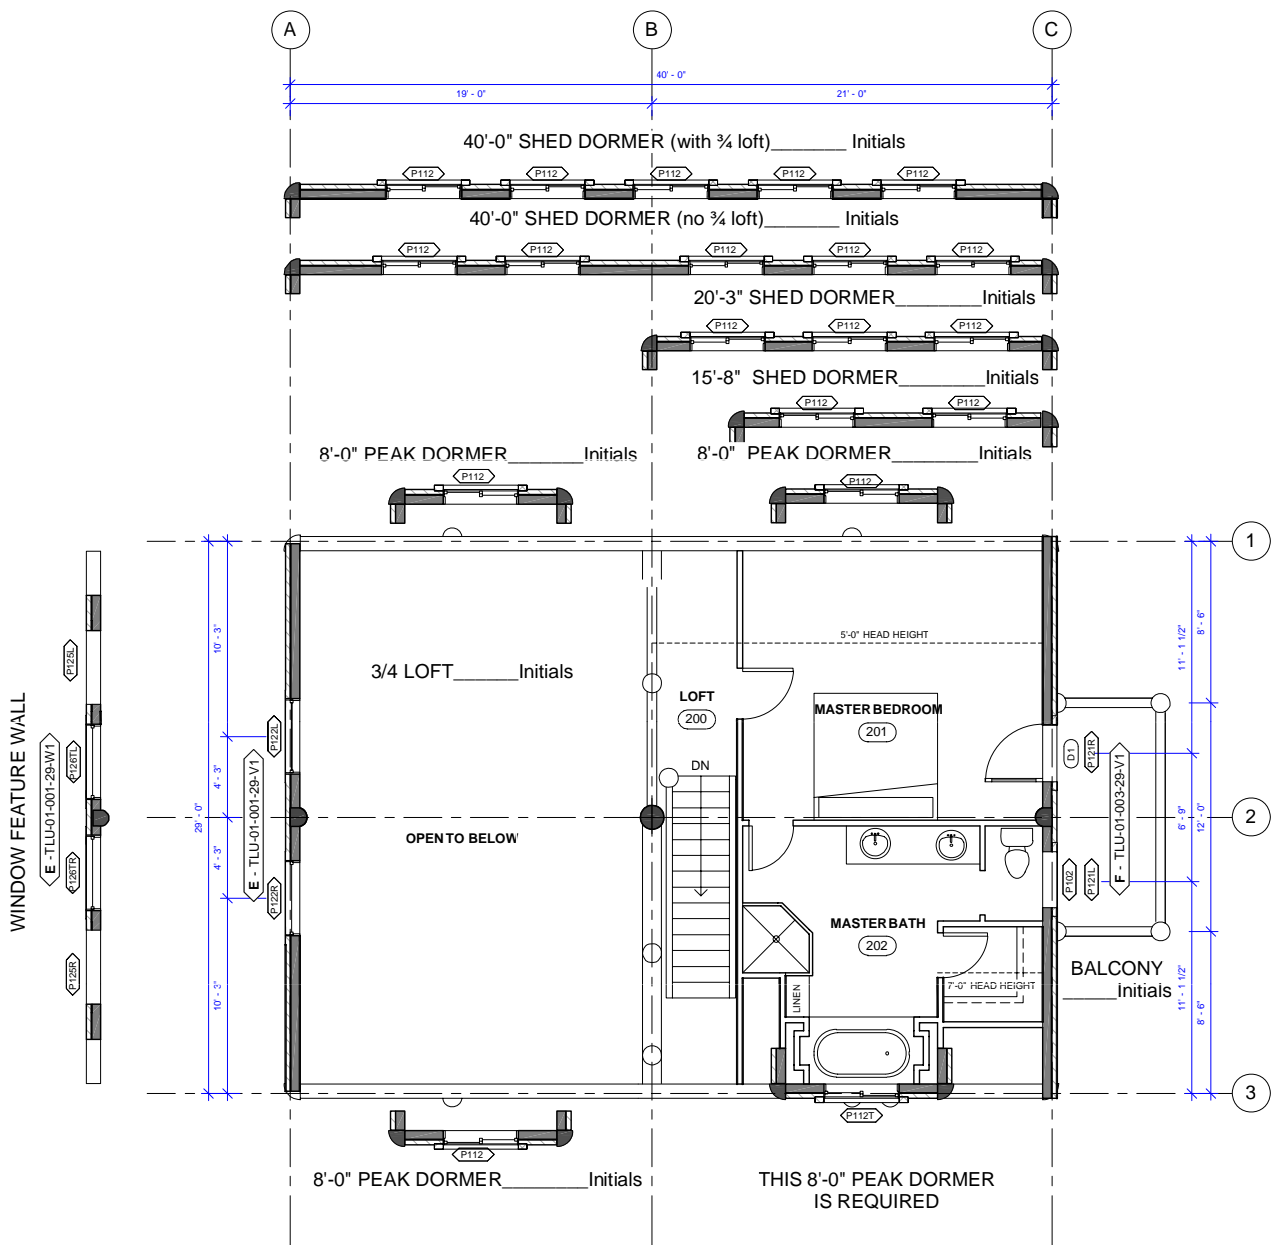 A
B
C
40' - 0"
19' - 0"
21' - 0"
40'-0" SHED DORMER (with ¾ loft)_______ Initials
P112
P112
P112
P112
P112
40'-0" SHED DORMER (no ¾ loft)_______ Initials
P112
P112
P112
P112
P112
20'-3" SHED DORMER________Initials
P112
P112
P112
15'-8" SHED DORMER________Initials
P112
P112
8'-0" PEAK DORMER_______Initials
8'-0" PEAK DORMER________Initials
P112
P112
1
2
3
WINDOW FEATURE WALL
E -TLU-01-001-29-W1
P125L
P126TL
P126TR
P125R
29' - 0"
10' - 3"
4' - 3"
4' - 3"
10' - 3"
E - TLU-01-001-29-V1
P122L
P122R
3/4 LOFT______Initials
OPEN TO BELOW
LOFT
200
DN
5'-0" HEAD HEIGHT
MASTER BEDROOM
201
MASTER BATH
202
LINEN
7'-0" HEAD HEIGHT
D1
P121R
P102
P121L
F - TLU-01-003-29-V1
11' - 1 1/2"
6' - 9"
11' - 1 1/2"
8' - 6"
12' - 0"
8' - 6"
BALCONY
_____Initials
P112
P112T
8'-0" PEAK DORMER________Initials
THIS 8'-0" PEAK DORMER
IS REQUIRED